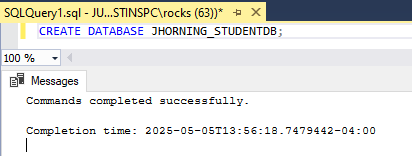 SQLQuery1.sql - JU...STINSPC\rocks (63))*
CREATE DATABASE JHORNING_STUDENTDB;
100 %
Messages
Commands completed successfully.
Completion time: 2025-05-05T13:56:18.7479442-04:00